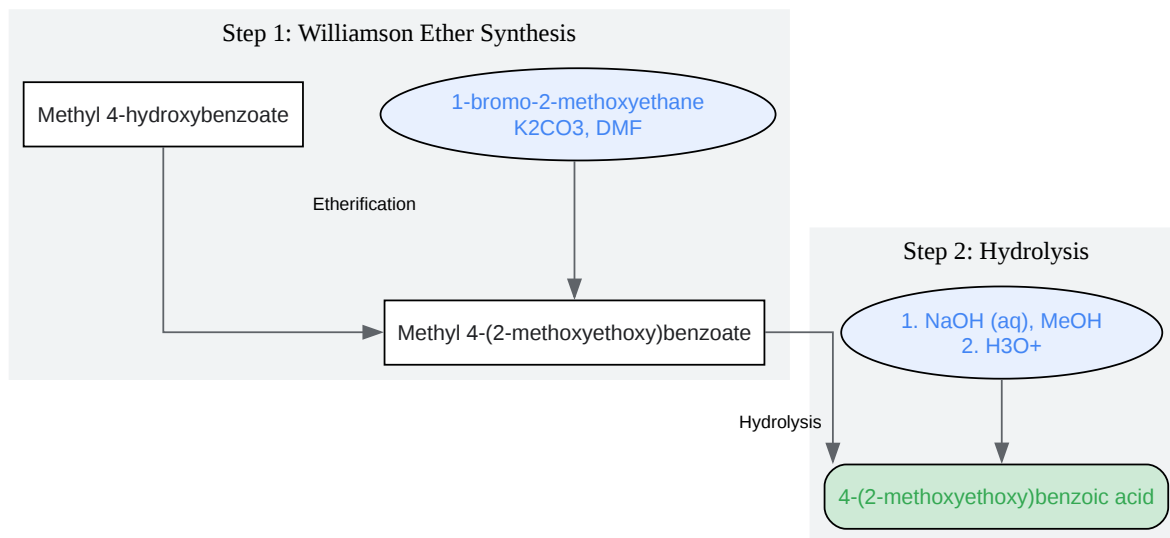 Step 1: Williamson Ether Synthesis
Methyl 4-hydroxybenzoate
1-bromo-2-methoxyethane
K2CO3, DMF
Etherification
Methyl 4-(2-methoxyethoxy)benzoate
Step 2: Hydrolysis
1. NaOH (aq), MeOH
2. H3O+
Hydrolysis
4-(2-methoxyethoxy)benzoic acid